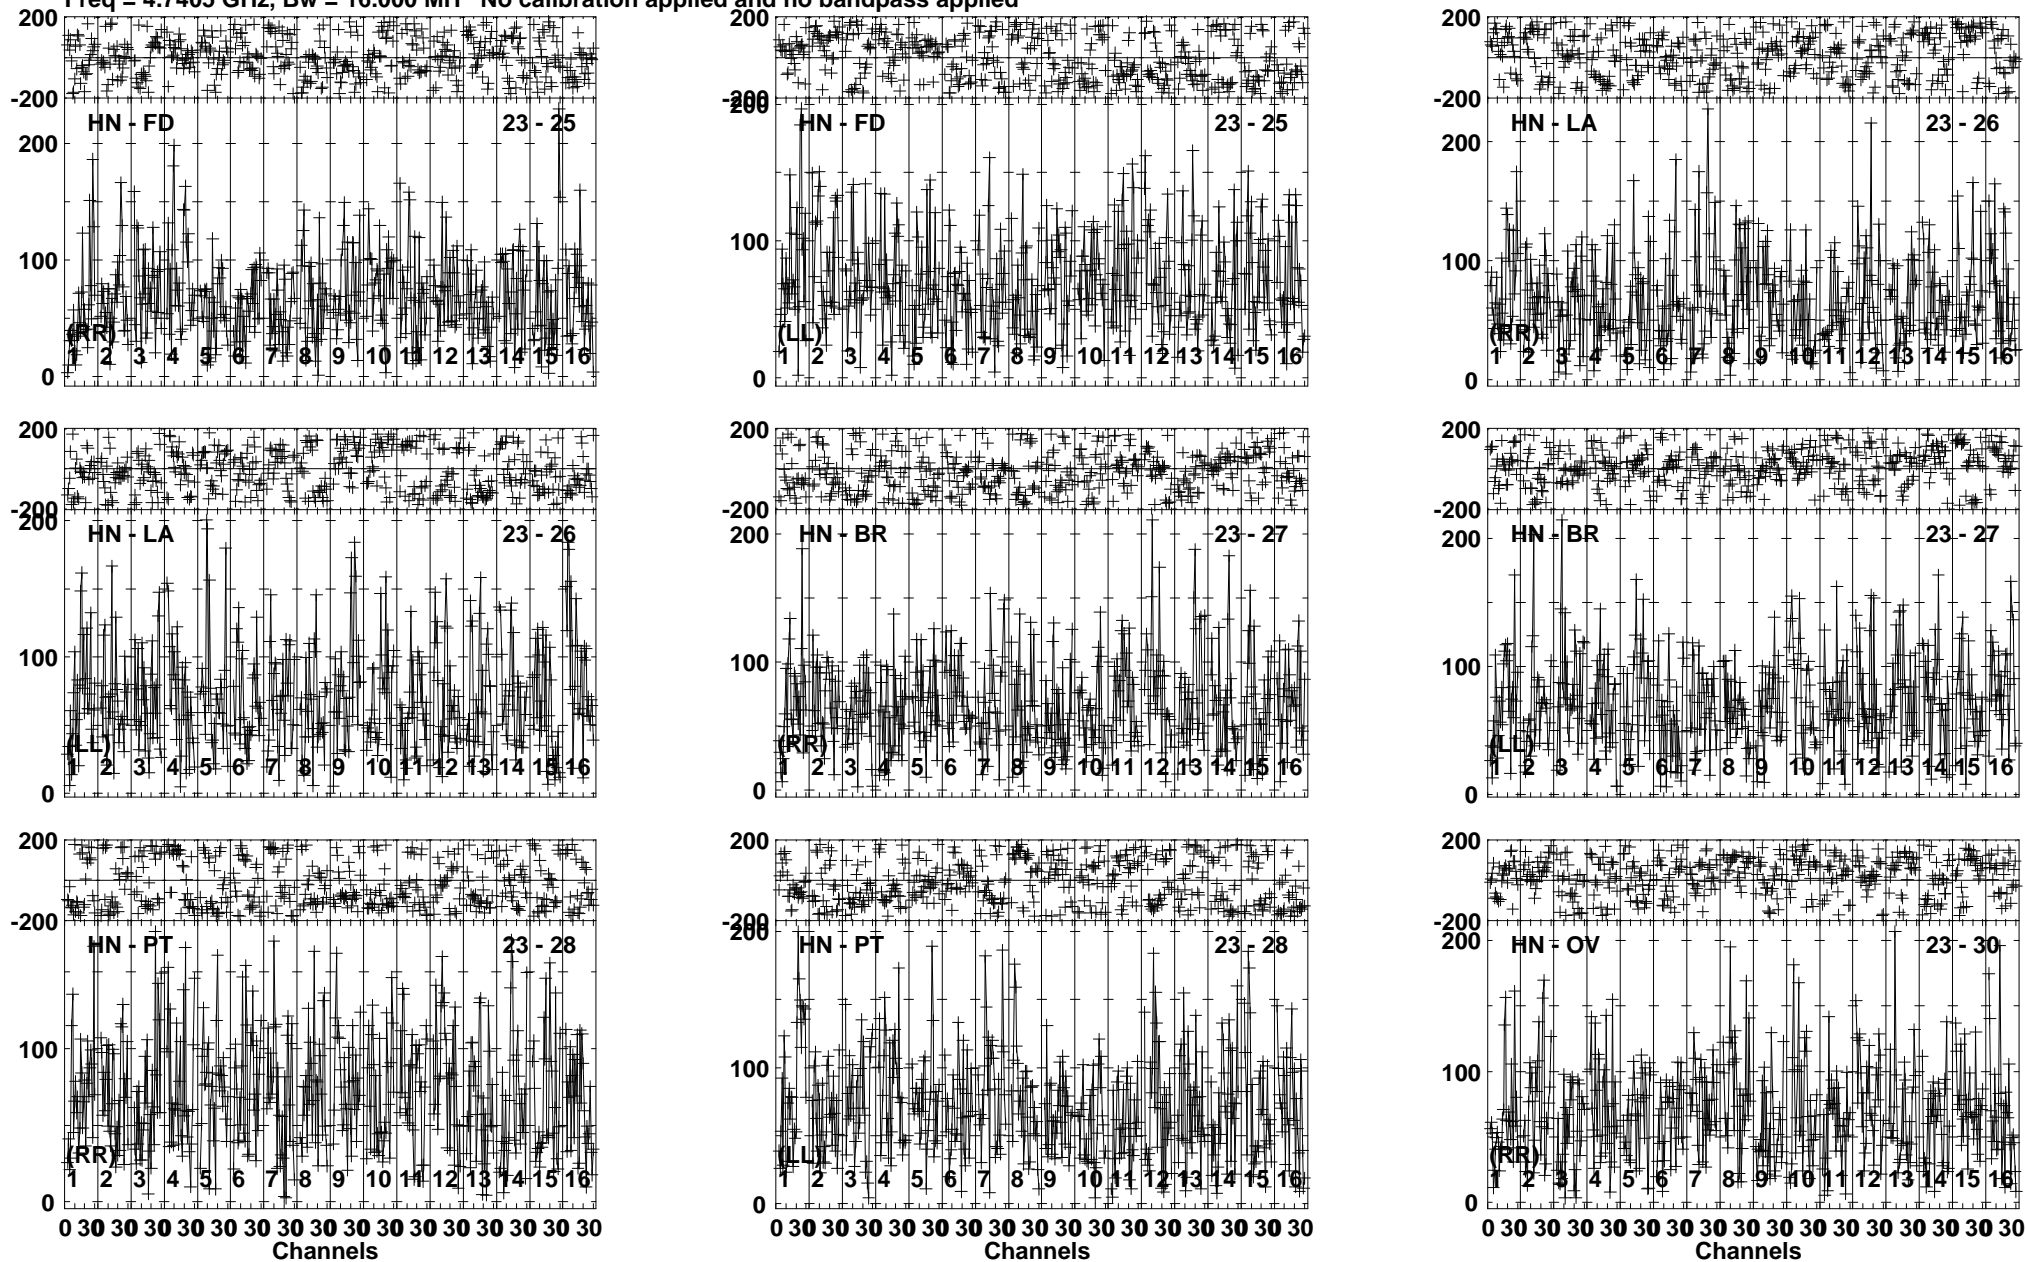 Freq = 4.7405 GHz, Bw = 16.000 MH No calibration applied and no bandpass applied
200 200 200
-200 -200 -200
200
HN - FD 23 - 25 HN - FD 23 - 25 HN - LA 23 - 26
200 200
100 100 100
(RR) (LL) (RR)
1 2 3 4 5 6 7 8 9 10 11 12 13 14 15 16 1 2 3 4 5 6 7 8 9 10 11 12 13 14 15 16 1 2 3 4 5 6 7 8 9 10 11 12 13 14 15 16
0 0 0
200 200 200
-200 -200 -200
200
HN - LA 23 - 26 HN - BR 23 - 27 HN - BR 23 - 27
200 200
100 100 100
(LL) (RR) (LL)
1 2 3 4 5 6 7 8 9 10 11 12 13 14 15 16 1 2 3 4 5 6 7 8 9 10 11 12 13 14 15 16 1 2 3 4 5 6 7 8 9 10 11 12 13 14 15 16
0 0 0
200 200 200
-200 -200 -200
200
HN - PT 23 - 28 HN - PT 23 - 28 HN - OV 23 - 30
200
100 100 100
(RR) (LL) (RR)
1 2 3 4 5 6 7 8 9 10 11 12 13 14 15 16 1 2 3 4 5 6 7 8 9 10 11 12 13 14 15 16 1 2 3 4 5 6 7 8 9 10 11 12 13 14 15 16
0 0 0
0 30 30 30 30 30 30 30 30 30 30 30 30 30 30 30 30 0 30 30 30 30 30 30 30 30 30 30 30 30 30 30 30 30 0 30 30 30 30 30 30 30 30 30 30 30 30 30 30 30 30
Channels Channels Channels